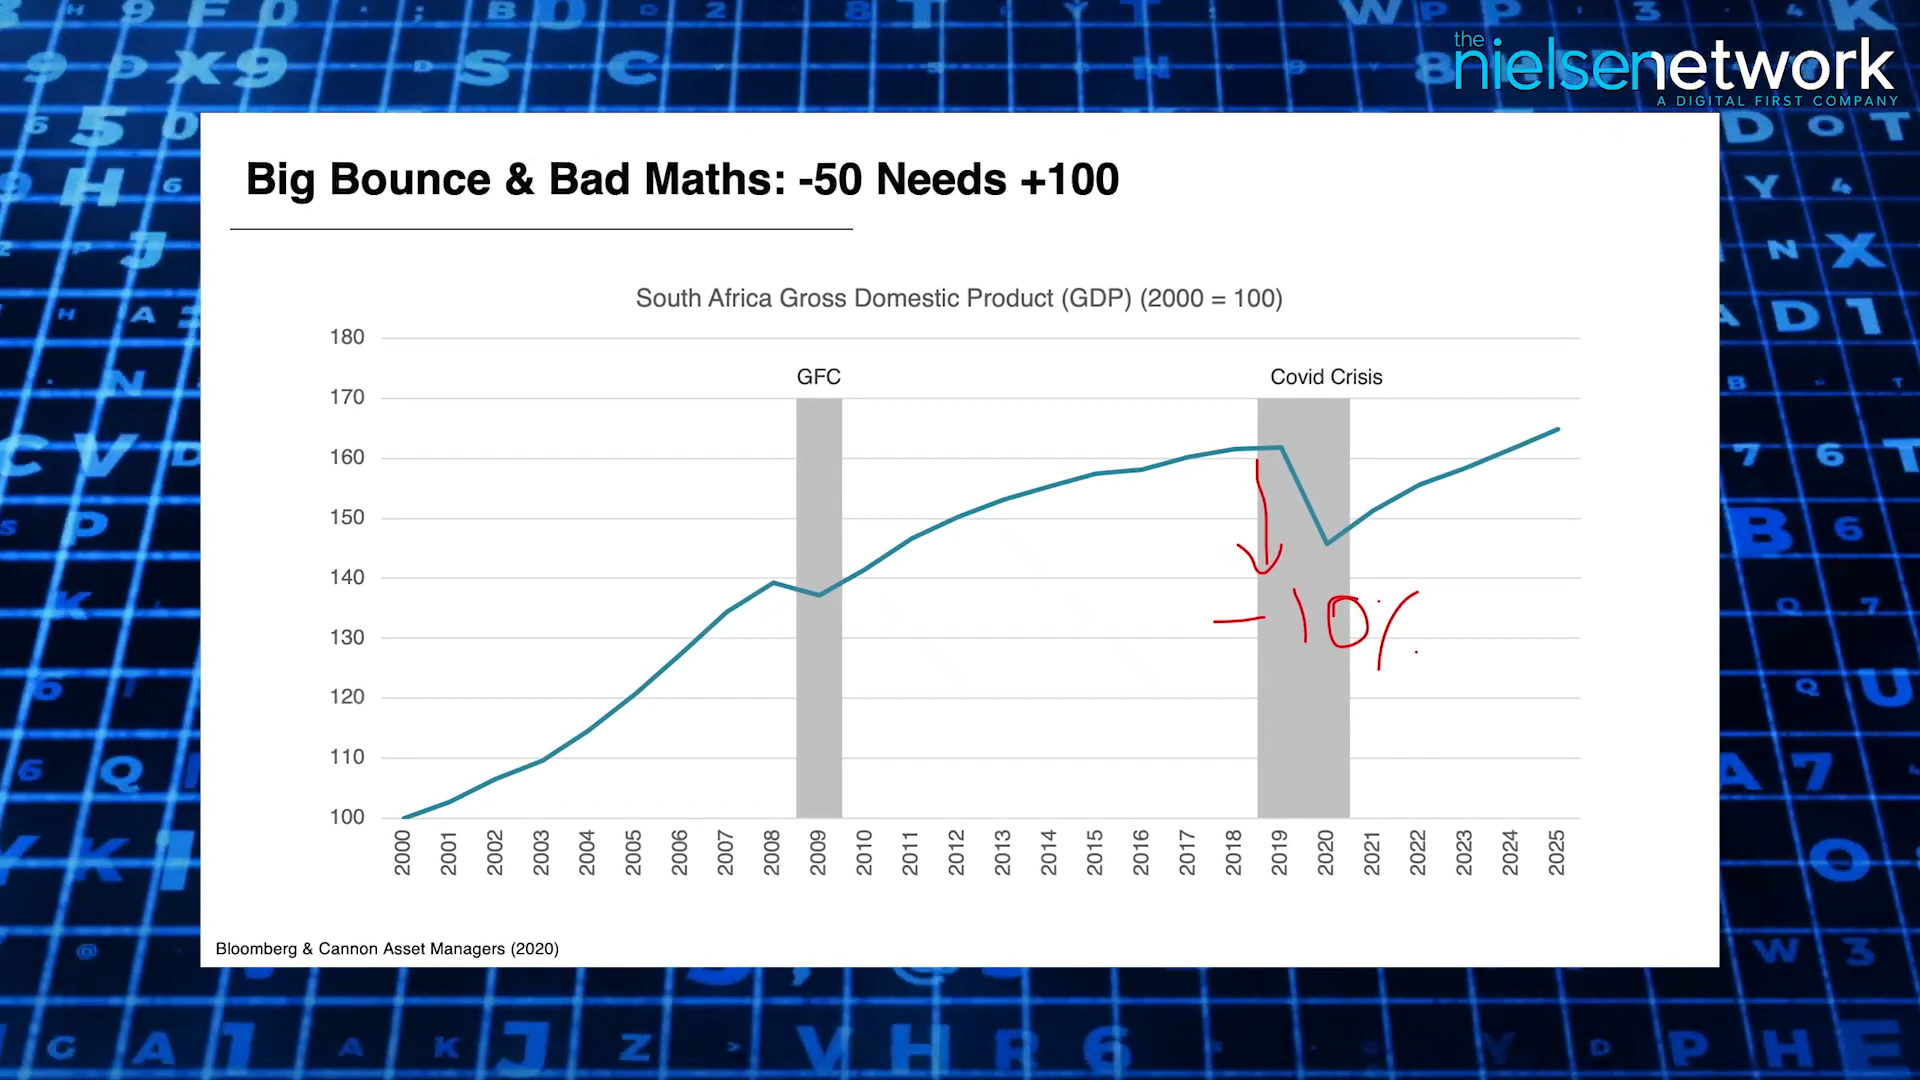 the
nielsenetwork
A DIGITAL FIRST COMPANY
Big Bounce & Bad Maths: -50 Needs +100
South Africa Gross Domestic Product (GDP) (2000 = 100)
180
GFC
Covid Crisis
170
160
150
140
-10%
130
120
110
100
2000 2001 2002 2003 2004 2005 2006 2007 2008 2009 2010 2011 2012 2013 2014 2015 2016 2017 2018 2019 2020 2021 2022 2023 2024 2025
Bloomberg & Cannon Asset Managers (2020)